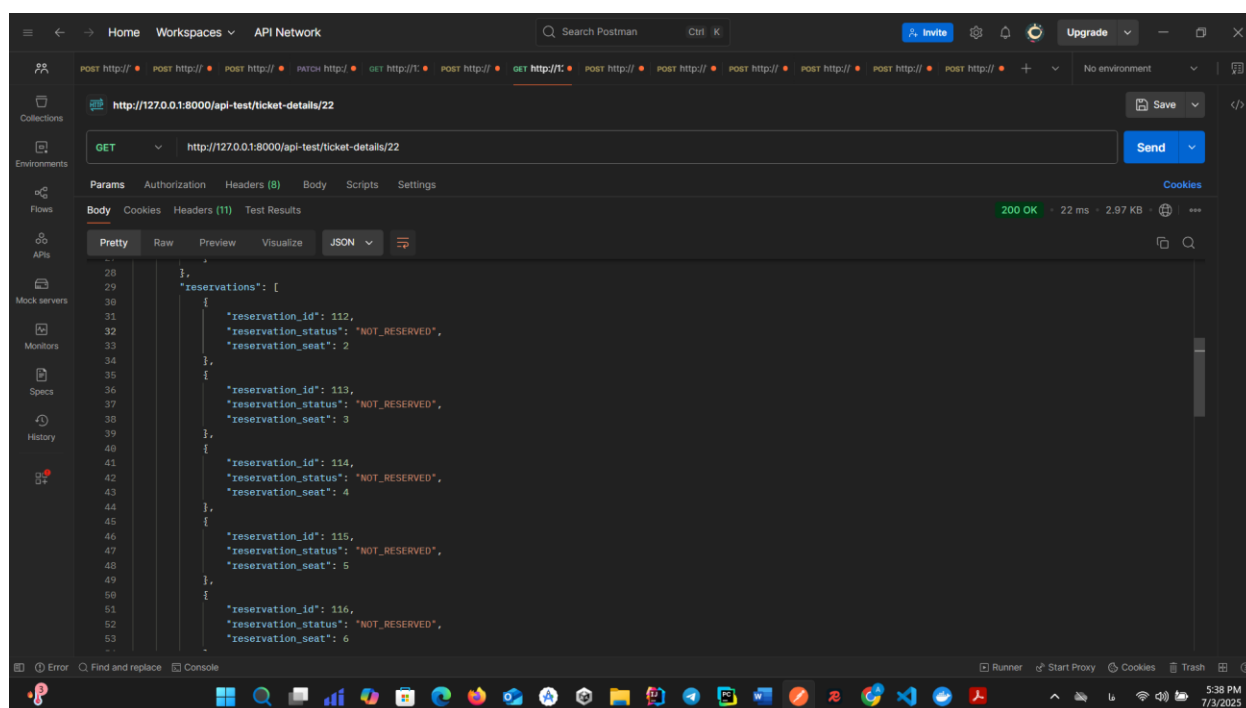 Home Workspaces API Network Search Postman Ctrl K Invite Upgrade
POST http://' POST http:/' POST http:// PATCH http:/ GET http://1: POST http:// GET http://1: POST http:// POST http:// POST http:// POST http:// POST http:// POST http:// No environment
http://127.0.0.1:8000/api-test/ticket-details/22 Save
Collections
GET http://127.0.0.1:8000/api-test/ticket-details/22 Send
Environments
Params Authorization Headers (8) Body Scripts Settings Cookies
Flows
Body Cookies Headers (11) Test Results 200 OK 22 ms 2.97 KB
Pretty Raw Preview Visualize JSON
APIs
28 },
29 "reservations": [
Mock servers
30 {
31 "reservation_id": 112,
32 "reservation_status": "NOT_RESERVED",
Monitors
33 "reservation_seat": 2
34 },
35 {
Specs
36 "reservation_id": 113,
37 "reservation_status": "NOT_RESERVED",
38 "reservation_seat": 3
History
39 },
40 {
41 "reservation_id": 114,
42 "reservation_status": "NOT_RESERVED",
43 "reservation_seat": 4
44 },
45 {
46 "reservation_id": 115,
47 "reservation_status": "NOT_RESERVED",
48 "reservation_seat": 5
49 },
50 {
51 "reservation_id": 116,
52 "reservation_status": "NOT_RESERVED",
53 "reservation_seat": 6
Error Find and replace Console Runner Start Proxy Cookies Trash
3 فا 5:38 PM
7/3/2025